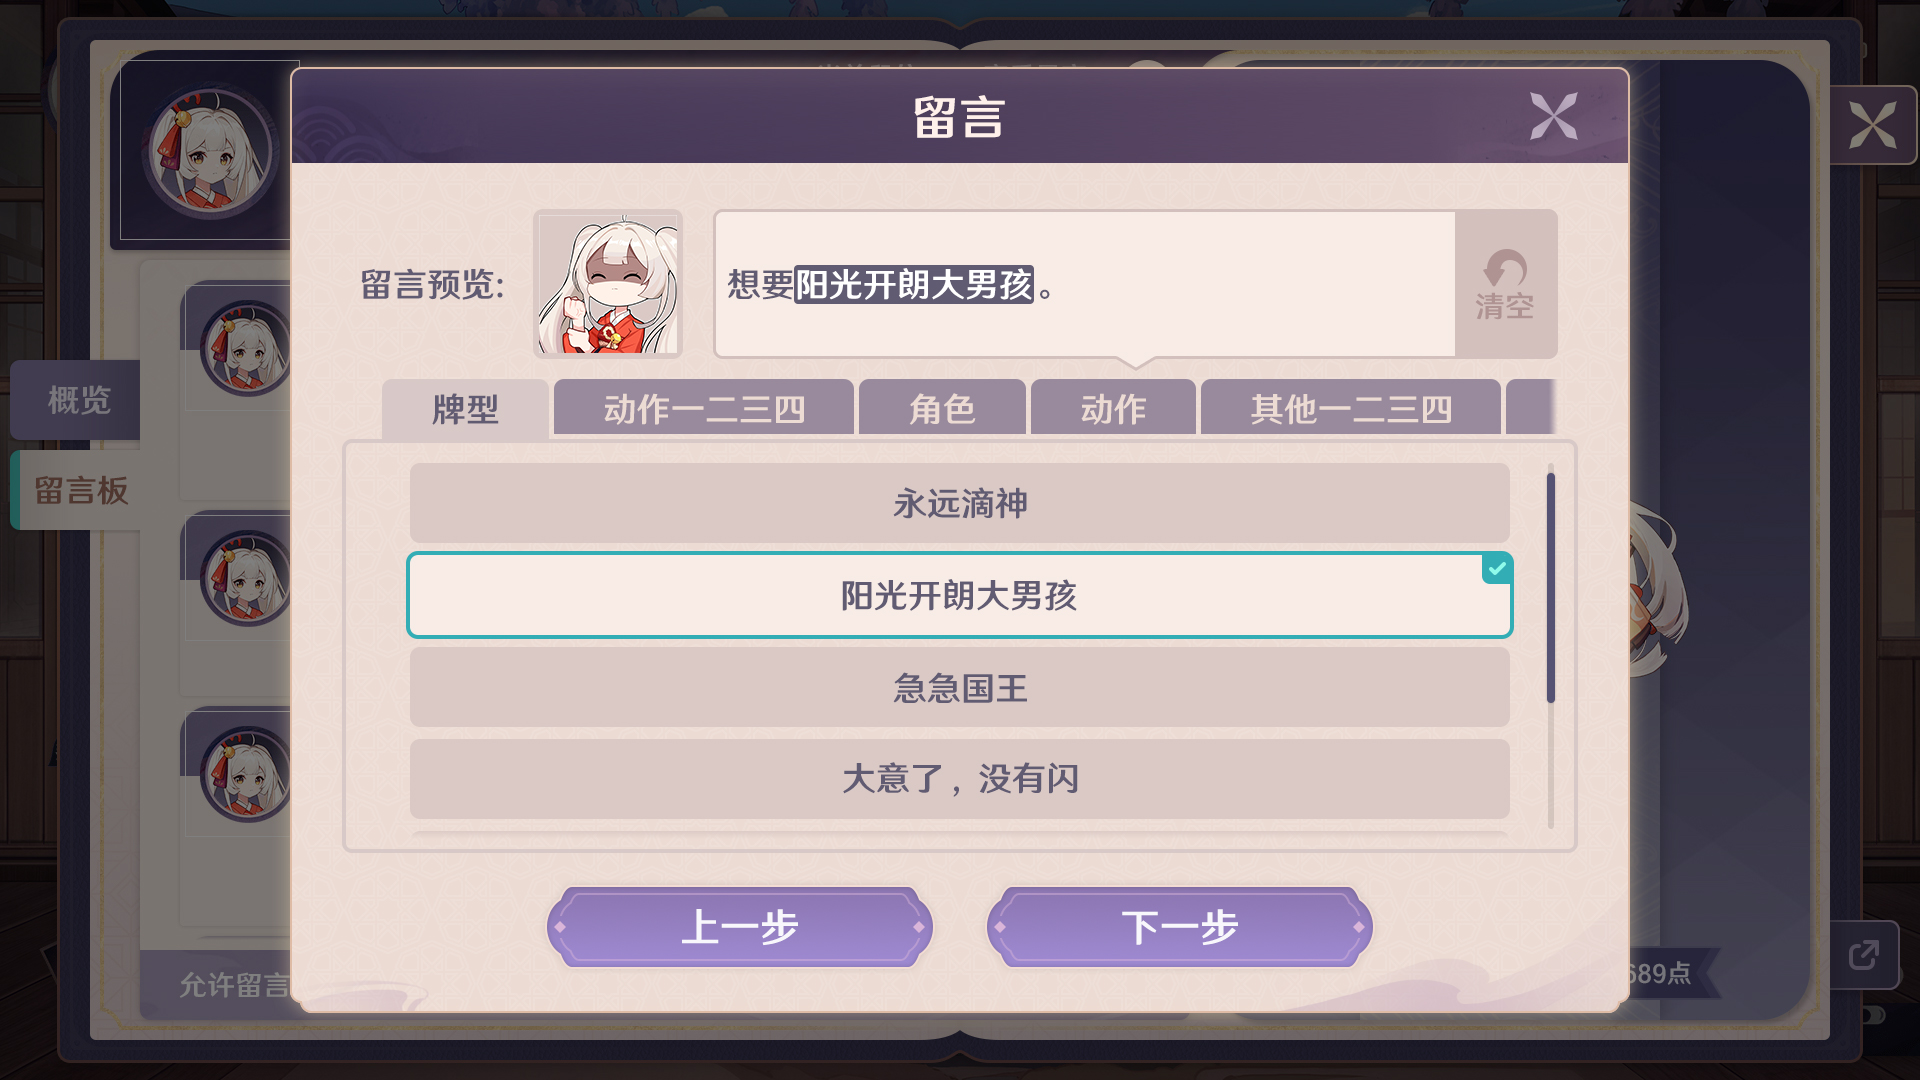 留言
留言预览:
想要阳光开朗大男孩。
清空
概览
留言板
牌型
动作一二三四
角色
动作
其他一二三四
永远滴神
阳光开朗大男孩
急急国王
大意了，没有闪
上一步
下一步
允许留言
689点